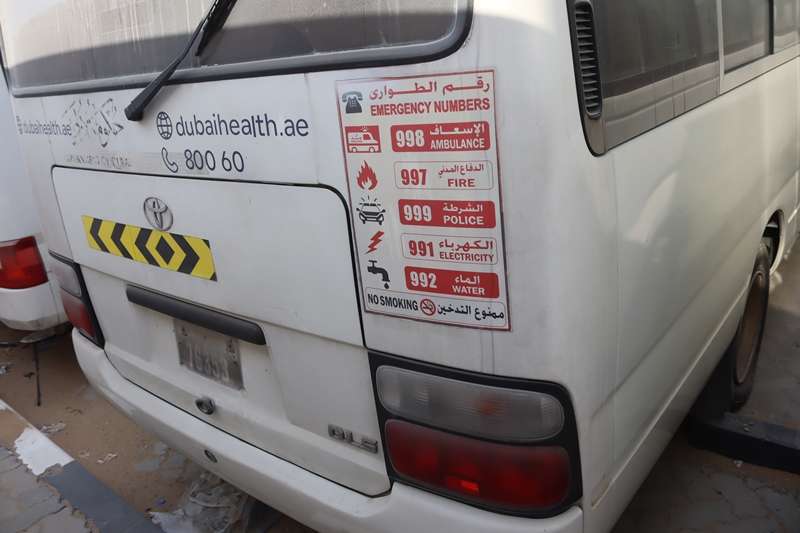 dubaihealth.ae
dubaihealth.ae
800 60
رقم الطوارى
EMERGENCY NUMBERS
998 الإسعاف
AMBULANCE
997 الدفاع المدني
FIRE
999 الشرطة
POLICE
991 الكهرباء
ELECTRICITY
992 الماء
WATER
NO SMOKING ممنوع التدخين
GLS